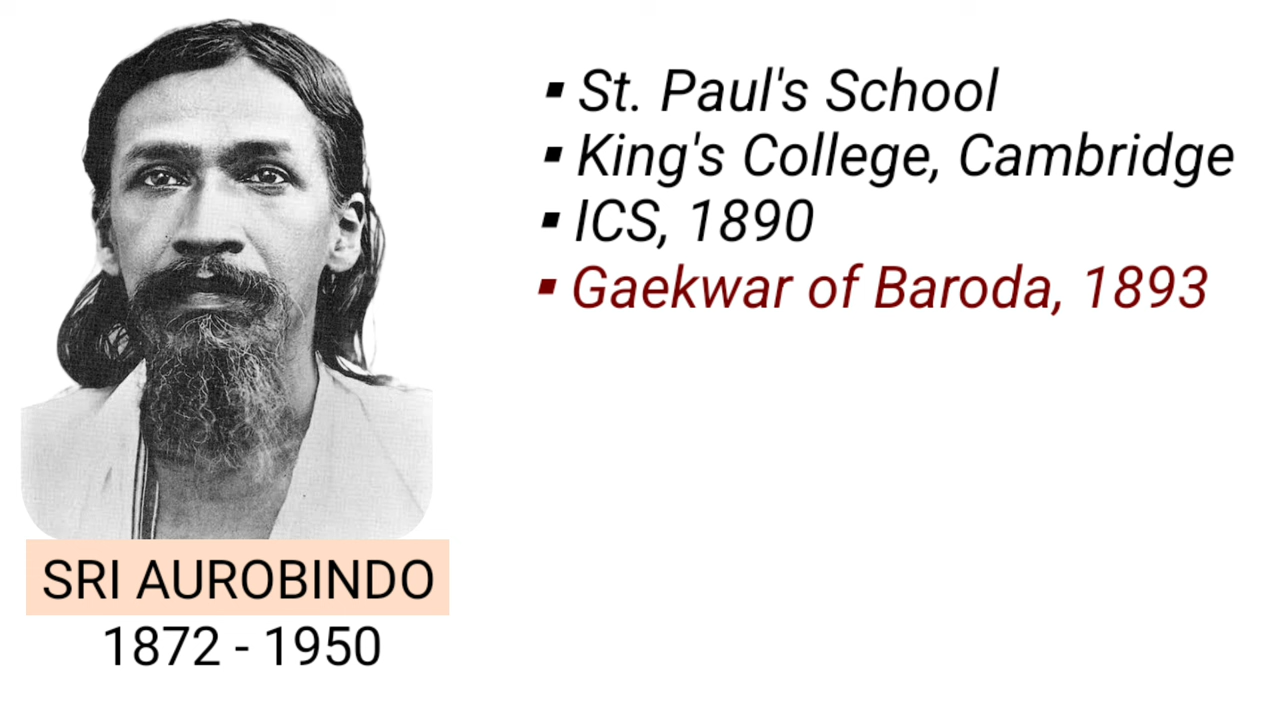 ▪ St. Paul's School
▪ King's College, Cambridge
▪ ICS, 1890
▪ Gaekwar of Baroda, 1893
SRI AUROBINDO
1872 - 1950